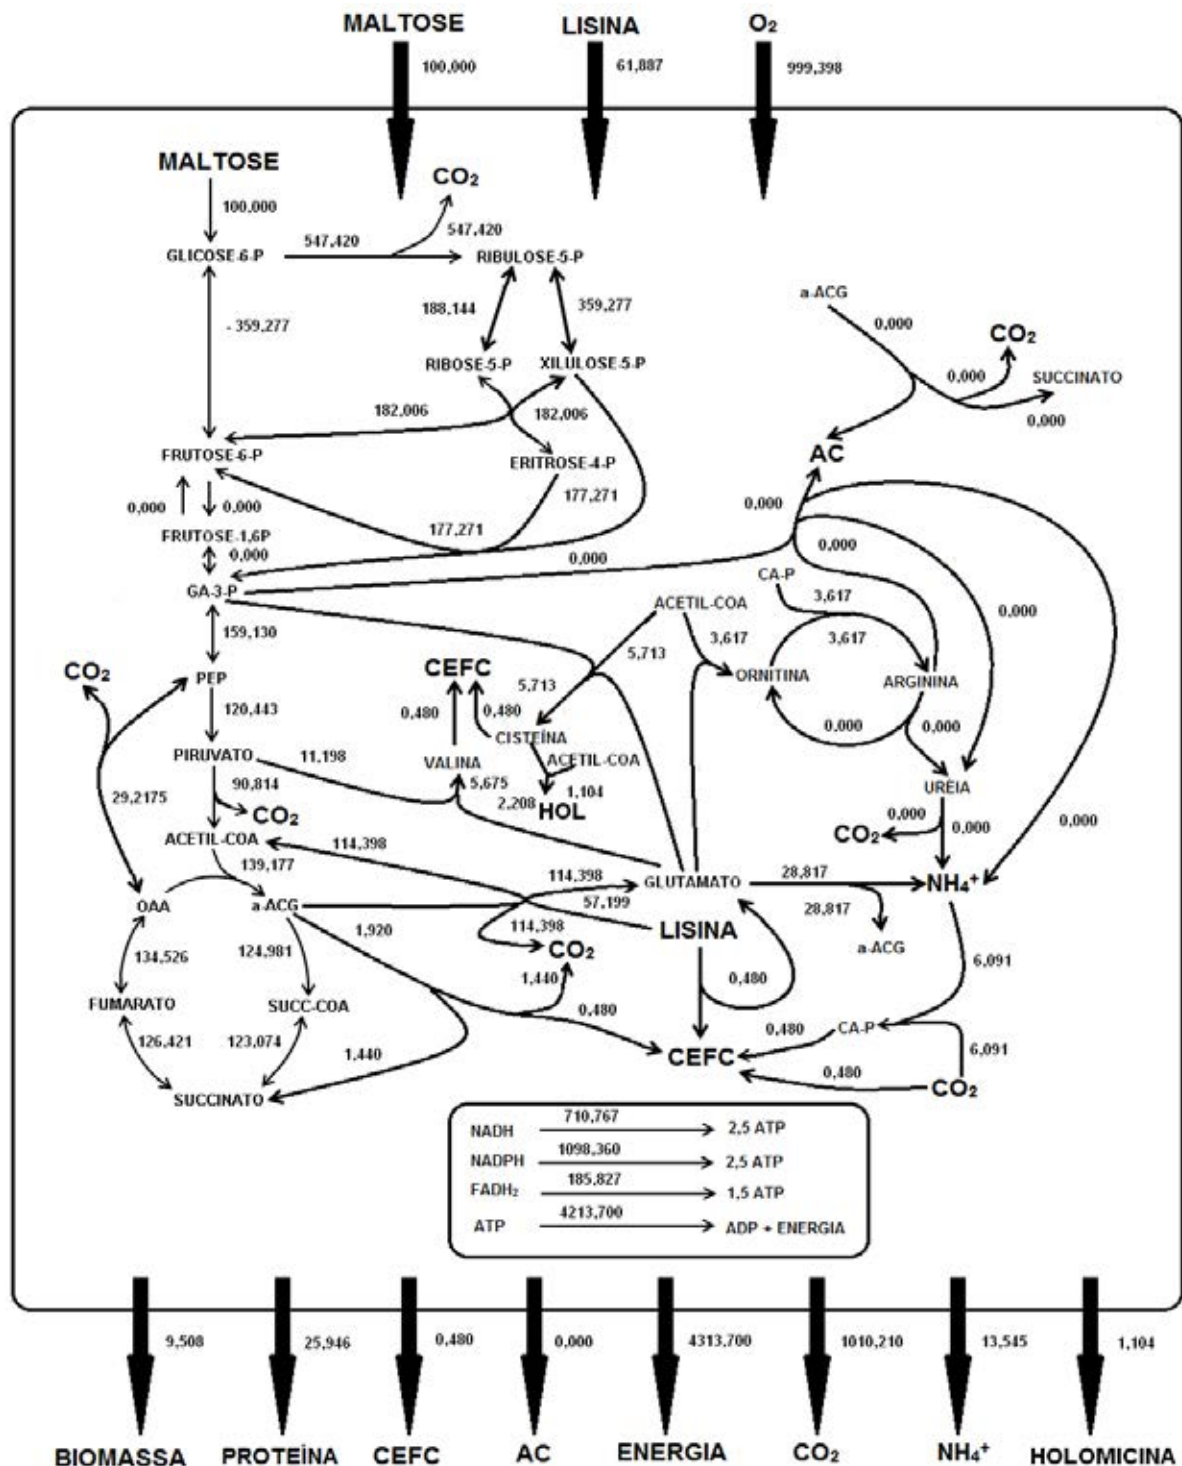 MALTOSE LISINA O₂
100,000 61,887 999,398
MALTOSE
CO₂
100,000
547,420
547,420
GLICOSE-6-P RIBULOSE-5-P
a-ACG
188,144 359,277
- 359,277
0,000
CO₂
RIBOSE-5-P XILULOSE-5-P
0,000 SUCCINATO
182,006 182,006
0,000
FRUTOSE-6-P ERITROSE-4-P
AC
177,271
0,000 0,000
0,000
177,271
FRUTOSE-1,6P
0,000
0,000
0,000
CA-P
GA-3-P
ACETIL-COA
3,617
0,000
159,130
5,713 3,617 3,617
CO₂ PEP
CEFC
5,713
ORNITINA ARGININA
120,443
0,480 0,480
0,000 0,000
CISTEÍNA
PIRUVATO 11,198
VALINA ACETIL-COA
90,814
5,675
URÉIA
29,2175
2,208 1,104
CO₂ HOL
0,000
CO₂ 0,000 0,000
ACETIL-COA 114,398
139,177
114,398 GLUTAMATO 28,817 NH₄⁺
OAA a-ACG
57,199
28,817
1,920 114,398 LISINA
a-ACG
134,526 124,981
CO₂
1,440 0,480
6,091
FUMARATO SUCC-COA
0,480
0,480 CA-P
126,421 123,074
1,440 CEFC 6,091
0,480 CO₂
SUCCINATO
NADH 710,767 2,5 ATP
NADPH 1098,360 2,5 ATP
FADH₂ 185,827 1,5 ATP
ATP 4213,700 ADP + ENERGIA
9,508 25,946 0,480 0,000 4313,700 1010,210 13,545 1,104
BIOMASSA PROTEÍNA CEFC AC ENERGIA CO₂ NH₄⁺ HOLOMICINA